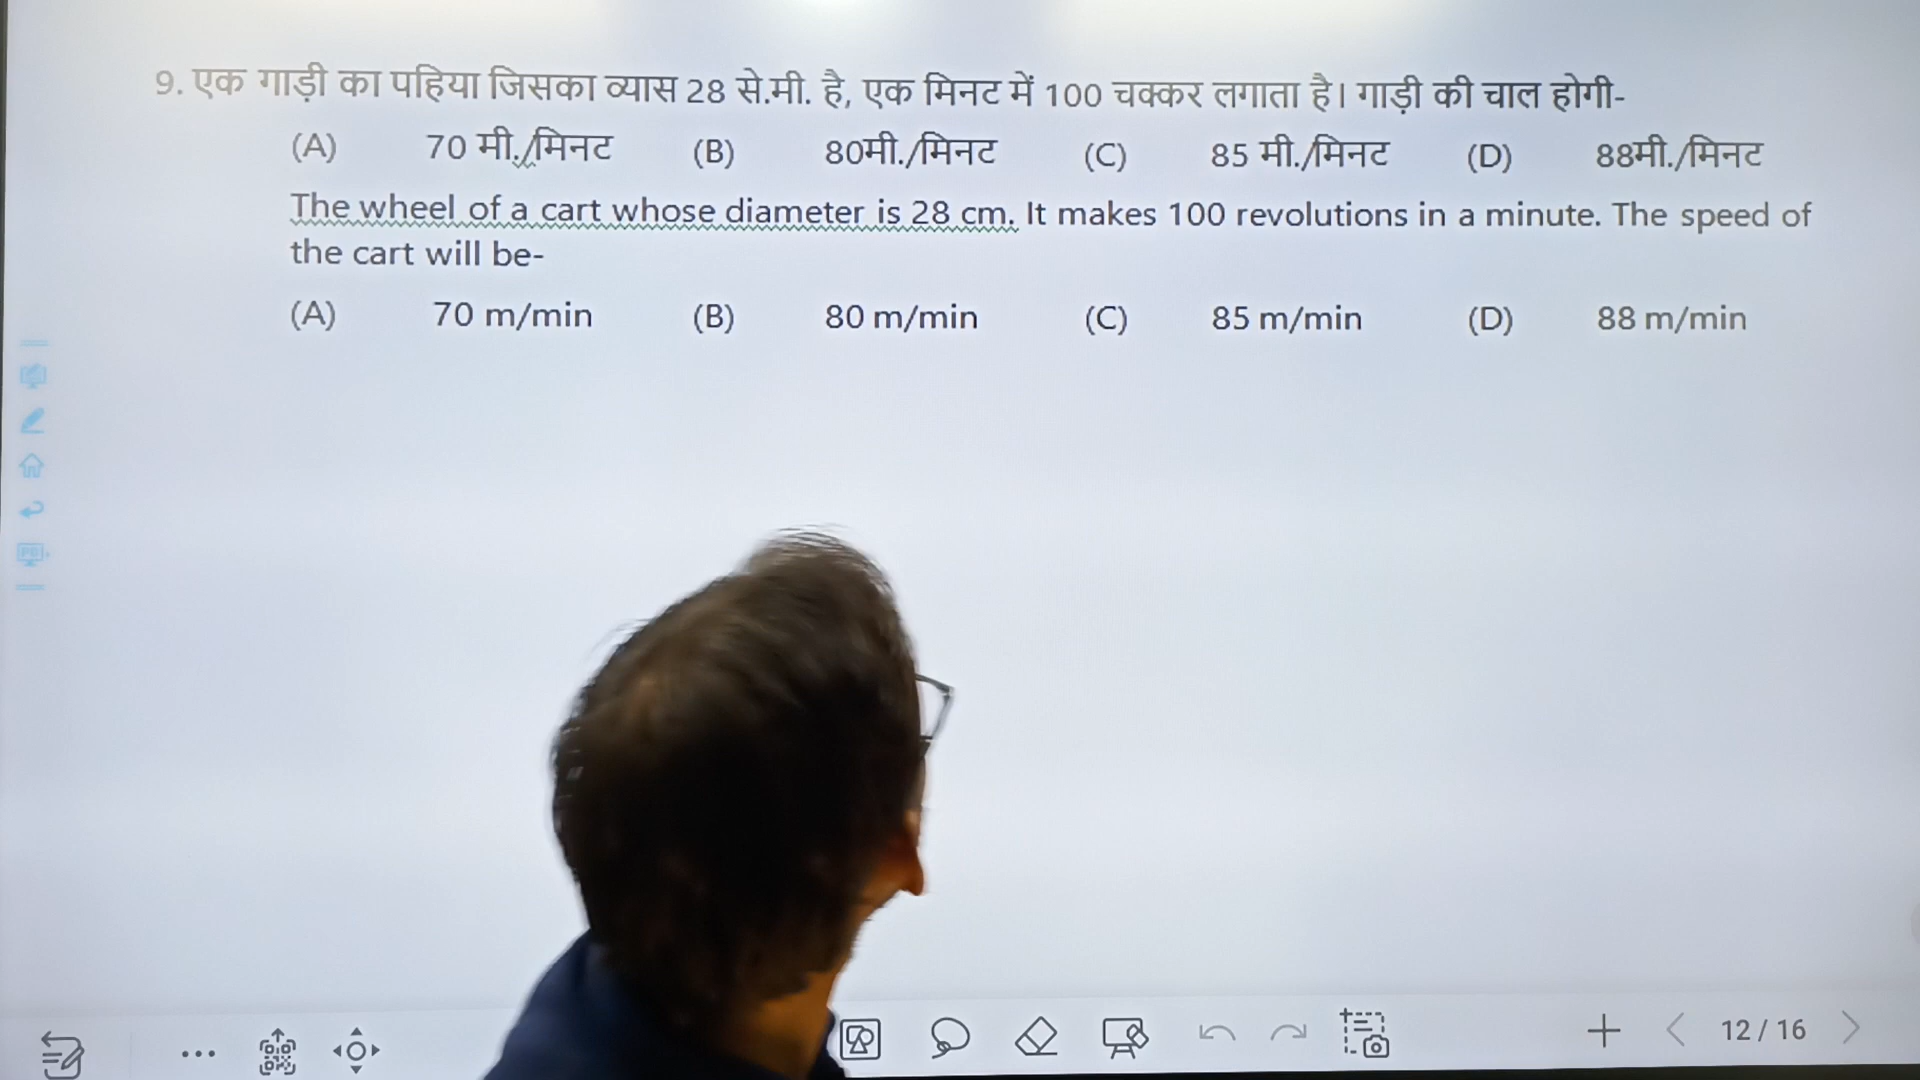 9. एक गाड़ी का पहिया जिसका व्यास 28 से.मी. है, एक मिनट में 100 चक्कर लगाता है। गाड़ी की चाल होगी-
(A) 70 मी./मिनट (B) 80मी./मिनट (C) 85 मी./मिनट (D) 88मी./मिनट
The wheel of a cart whose diameter is 28 cm. It makes 100 revolutions in a minute. The speed of
the cart will be-
(A) 70 m/min (B) 80 m/min (C) 85 m/min (D) 88 m/min
12 / 16